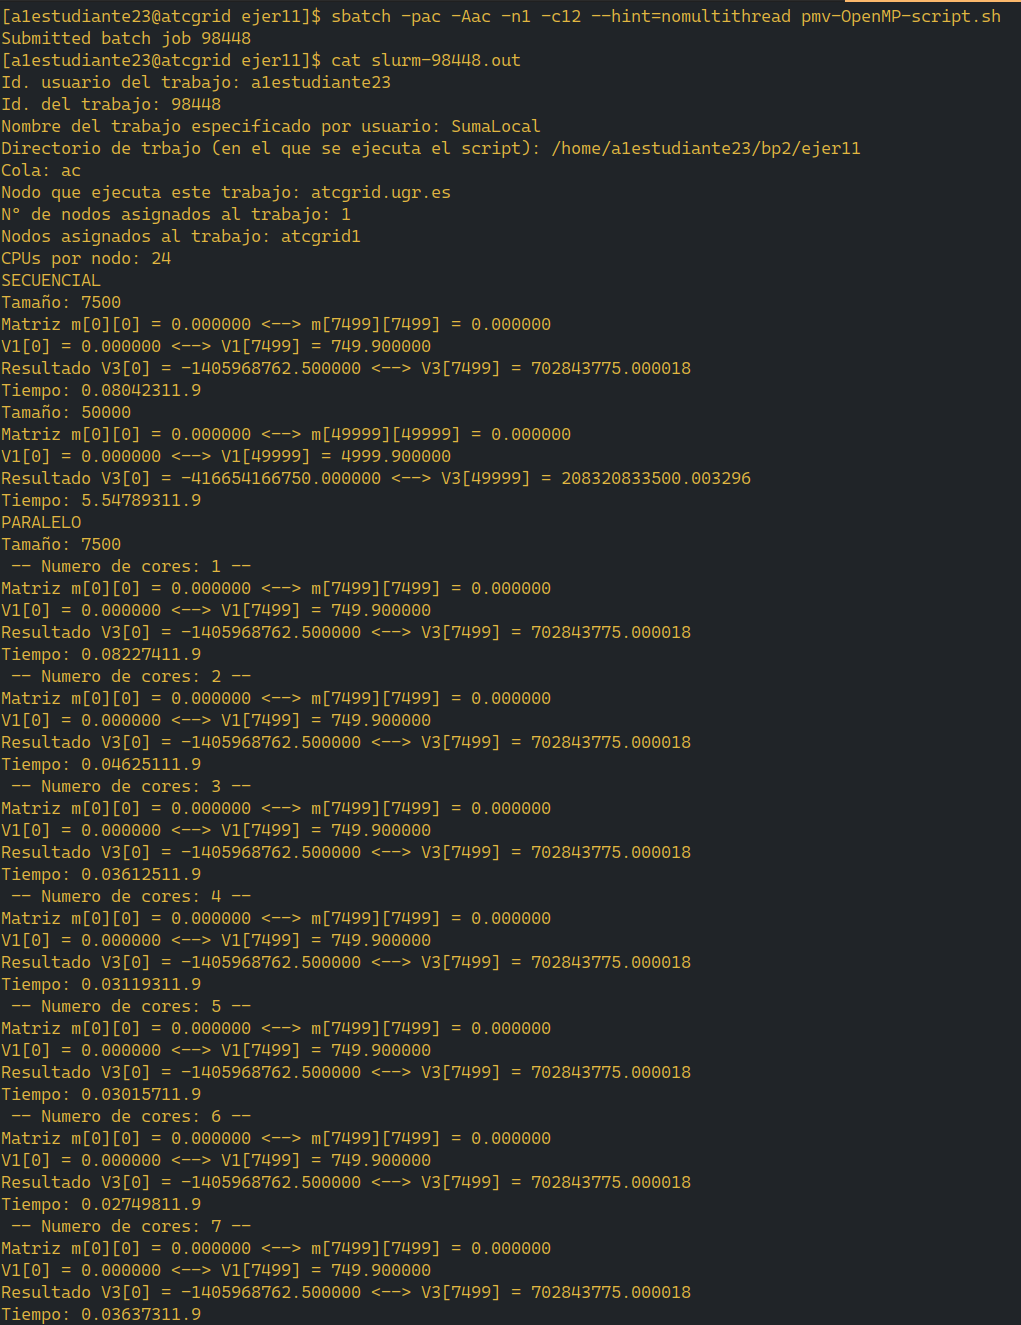 [a1estudiante23@atcgrid ejer11]$ sbatch -pac -Aac -n1 -c12 --hint=nomultithread pmv-OpenMP-script.sh
Submitted batch job 98448
[a1estudiante23@atcgrid ejer11]$ cat slurm-98448.out
Id. usuario del trabajo: a1estudiante23
Id. del trabajo: 98448
Nombre del trabajo especificado por usuario: SumaLocal
Directorio de trbajo (en el que se ejecuta el script): /home/a1estudiante23/bp2/ejer11
Cola: ac
Nodo que ejecuta este trabajo: atcgrid.ugr.es
Nº de nodos asignados al trabajo: 1
Nodos asignados al trabajo: atcgrid1
CPUs por nodo: 24
SECUENCIAL
Tamaño: 7500
Matriz m[0][0] = 0.000000 <--> m[7499][7499] = 0.000000
V1[0] = 0.000000 <--> V1[7499] = 749.900000
Resultado V3[0] = -1405968762.500000 <--> V3[7499] = 702843775.000018
Tiempo: 0.08042311.9
Tamaño: 50000
Matriz m[0][0] = 0.000000 <--> m[49999][49999] = 0.000000
V1[0] = 0.000000 <--> V1[49999] = 4999.900000
Resultado V3[0] = -416654166750.000000 <--> V3[49999] = 208320833500.003296
Tiempo: 5.54789311.9
PARALELO
Tamaño: 7500
-- Numero de cores: 1 --
Matriz m[0][0] = 0.000000 <--> m[7499][7499] = 0.000000
V1[0] = 0.000000 <--> V1[7499] = 749.900000
Resultado V3[0] = -1405968762.500000 <--> V3[7499] = 702843775.000018
Tiempo: 0.08227411.9
-- Numero de cores: 2 --
Matriz m[0][0] = 0.000000 <--> m[7499][7499] = 0.000000
V1[0] = 0.000000 <--> V1[7499] = 749.900000
Resultado V3[0] = -1405968762.500000 <--> V3[7499] = 702843775.000018
Tiempo: 0.04625111.9
-- Numero de cores: 3 --
Matriz m[0][0] = 0.000000 <--> m[7499][7499] = 0.000000
V1[0] = 0.000000 <--> V1[7499] = 749.900000
Resultado V3[0] = -1405968762.500000 <--> V3[7499] = 702843775.000018
Tiempo: 0.03612511.9
-- Numero de cores: 4 --
Matriz m[0][0] = 0.000000 <--> m[7499][7499] = 0.000000
V1[0] = 0.000000 <--> V1[7499] = 749.900000
Resultado V3[0] = -1405968762.500000 <--> V3[7499] = 702843775.000018
Tiempo: 0.03119311.9
-- Numero de cores: 5 --
Matriz m[0][0] = 0.000000 <--> m[7499][7499] = 0.000000
V1[0] = 0.000000 <--> V1[7499] = 749.900000
Resultado V3[0] = -1405968762.500000 <--> V3[7499] = 702843775.000018
Tiempo: 0.03015711.9
-- Numero de cores: 6 --
Matriz m[0][0] = 0.000000 <--> m[7499][7499] = 0.000000
V1[0] = 0.000000 <--> V1[7499] = 749.900000
Resultado V3[0] = -1405968762.500000 <--> V3[7499] = 702843775.000018
Tiempo: 0.02749811.9
-- Numero de cores: 7 --
Matriz m[0][0] = 0.000000 <--> m[7499][7499] = 0.000000
V1[0] = 0.000000 <--> V1[7499] = 749.900000
Resultado V3[0] = -1405968762.500000 <--> V3[7499] = 702843775.000018
Tiempo: 0.03637311.9